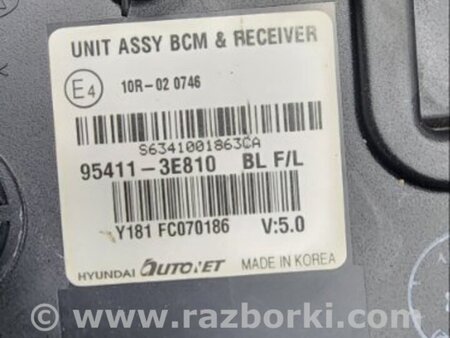 UNIT ASSY BCM & RECEIVER
E4 10R-02 0746
S6341001863CA
95411-3E810 BL F/L
Y181 FC070186 V:5.0
HYUNDAI AUTONET MADE IN KOREA
www.razborki.com